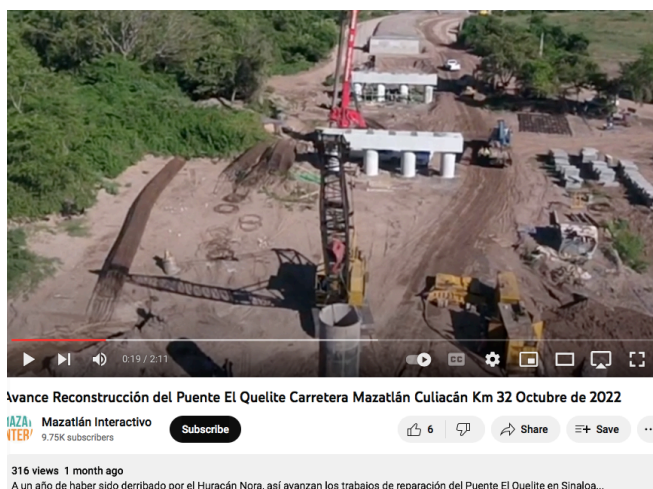 0:19 / 2:11
CC
Avance Reconstrucción del Puente El Quelite Carretera Mazatlán Culiacán Km 32 Octubre de 2022
Mazatlán Interactivo
9.75K subscribers
Subscribe
6
Share
Save
316 views 1 month ago
A un año de haber sido derribado por el Huracán Nora, así avanzan los trabajos de reparación del Puente El Quelite en Sinaloa...